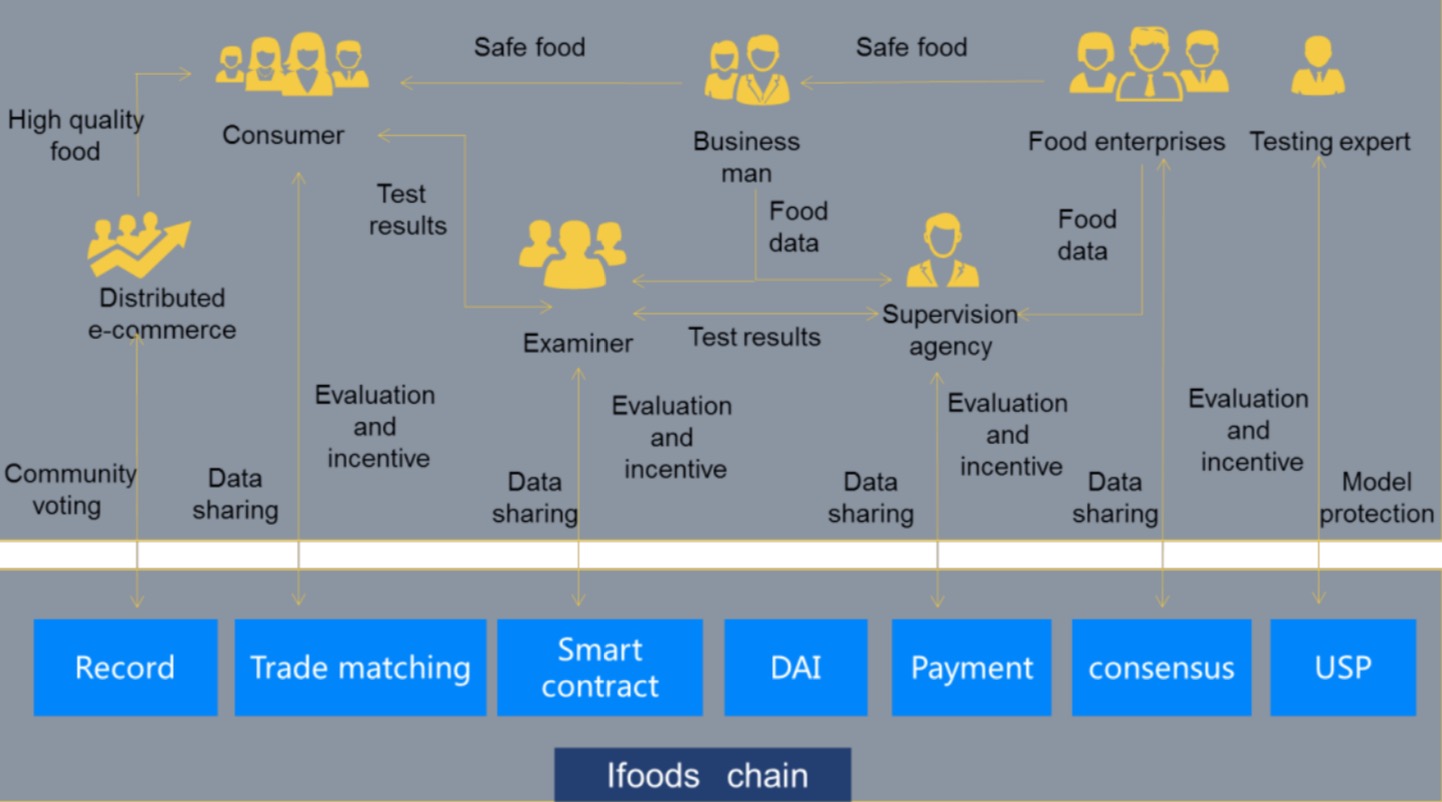 Safe food
Safe food
High quality
food
Consumer
Business
man
Food enterprises
Testing expert
Test
results
Food
data
Food
data
Distributed
e-commerce
Examiner
Test results
Supervision
agency
Evaluation
and
incentive
Evaluation
and
incentive
Evaluation
and
incentive
Evaluation
and
incentive
Community
voting
Data
sharing
Data
sharing
Data
sharing
Data
sharing
Model
protection
Record
Trade matching
Smart
contract
DAI
Payment
consensus
USP
Ifoods chain